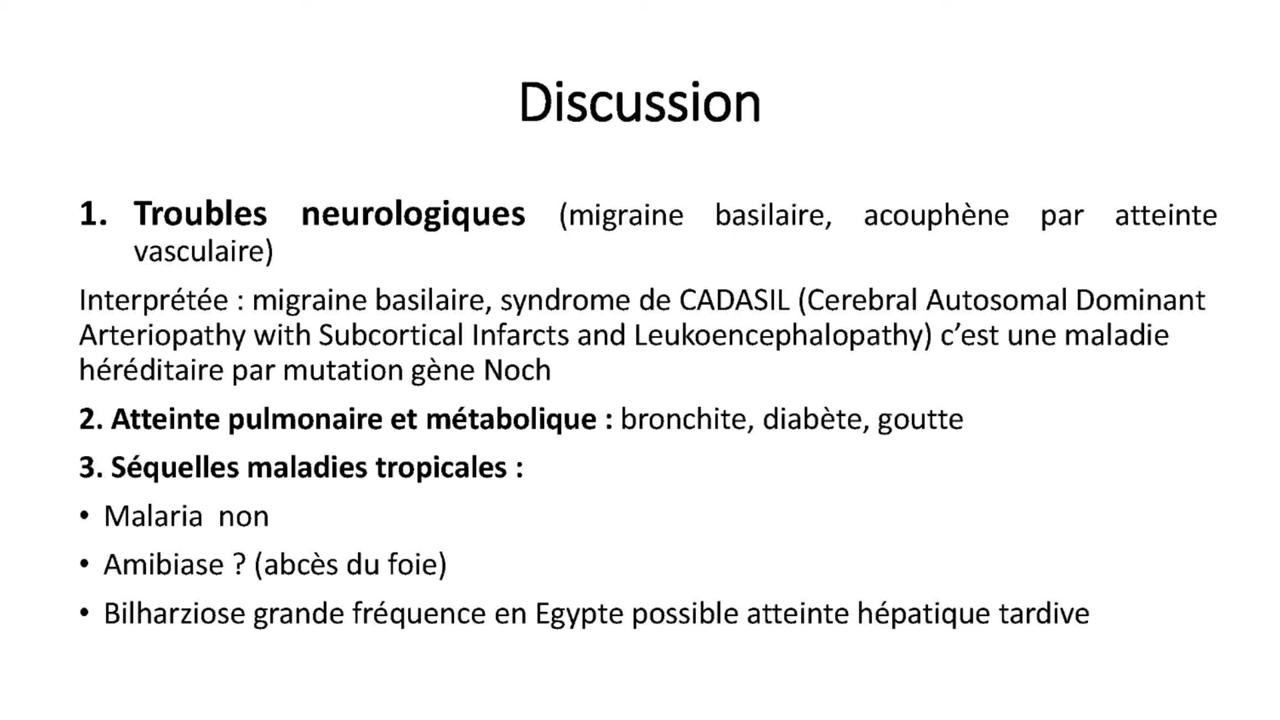 Discussion
1. Troubles neurologiques (migraine basilaire, acouphène par atteinte
vasculaire)
Interprétée : migraine basilaire, syndrome de CADASIL (Cerebral Autosomal Dominant
Arteriopathy with Subcortical Infarcts and Leukoencephalopathy) c’est une maladie
héréditaire par mutation gène Noch
2. Atteinte pulmonaire et métabolique : bronchite, diabète, goutte
3. Séquelles maladies tropicales :
• Malaria non
• Amibiase ? (abcès du foie)
• Bilharziose grande fréquence en Egypte possible atteinte hépatique tardive